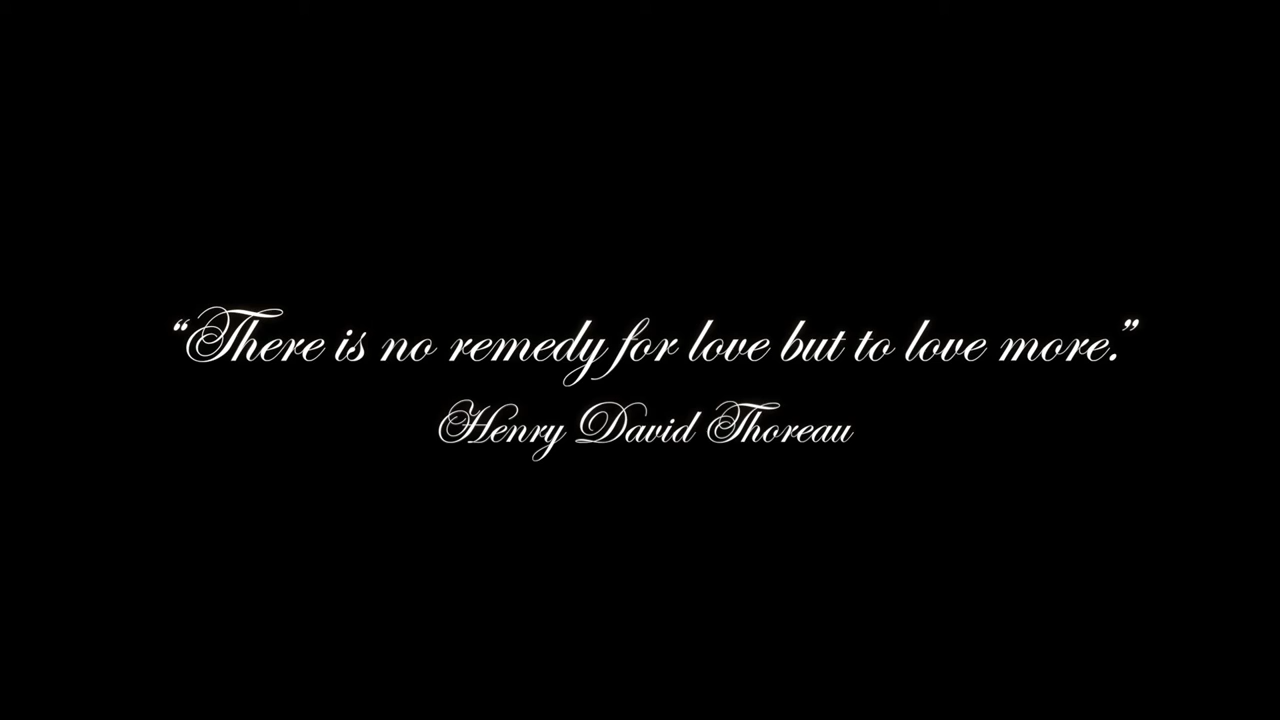 “There is no remedy for love but to love more.”
Henry David Thoreau